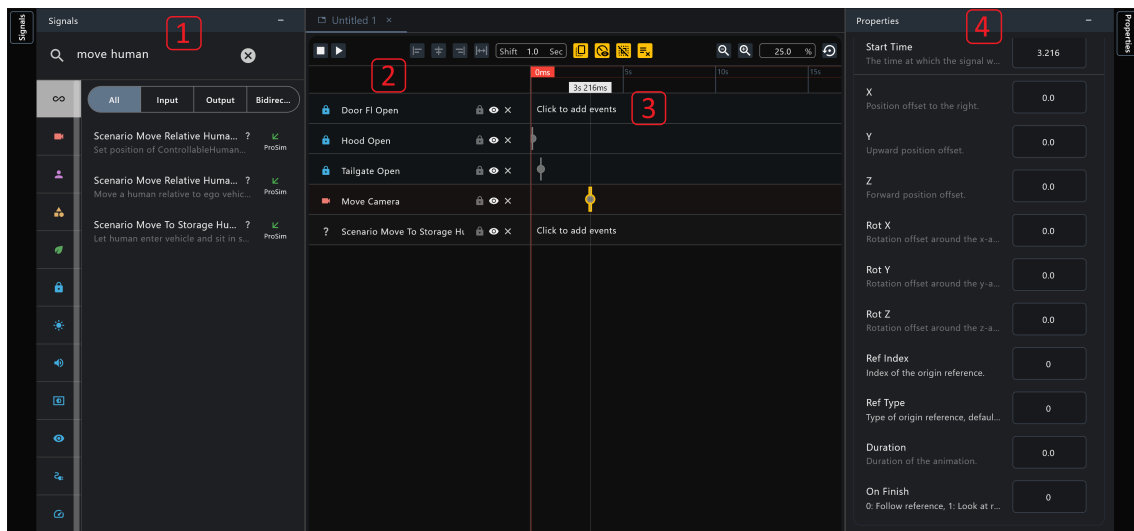 Signals
Signals
1
−
move human
All
Input
Output
Bidirec...
Scenario Move Relative Huma... ?
Set position of ControllableHuman...
ProSim
Scenario Move Relative Huma... ?
Move a human relative to ego vehic...
ProSim
Scenario Move To Storage Hu... ?
Let human enter vehicle and sit in s...
ProSim
Untitled 1 ×
Shift 1.0 Sec
25.0 %
2
0ms
5s
10s
15s
3s 216ms
3
Door Fl Open
Click to add events
Hood Open
Tailgate Open
Move Camera
? Scenario Move To Storage Hu
Click to add events
Properties
4
−
Properties
Start Time
The time at which the signal w...
3.216
X
Position offset to the right.
0.0
Y
Upward position offset.
0.0
Z
Forward position offset.
0.0
Rot X
Rotation offset around the x-a...
0.0
Rot Y
Rotation offset around the y-a...
0.0
Rot Z
Rotation offset around the z-a...
0.0
Ref Index
Index of the origin reference.
0
Ref Type
Type of origin reference, defaul...
0
Duration
Duration of the animation.
0.0
On Finish
0: Follow reference, 1: Look at r...
0